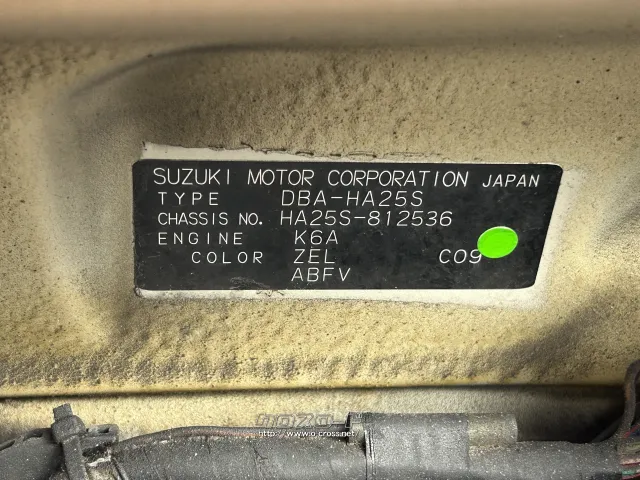 SUZUKI MOTOR CORPORATION JAPAN
TYPE DBA-HA25S
CHASSIS NO. HA25S-812536
ENGINE K6A
COLOR ZEL C09
ABFV
http://www.o-cross.net/